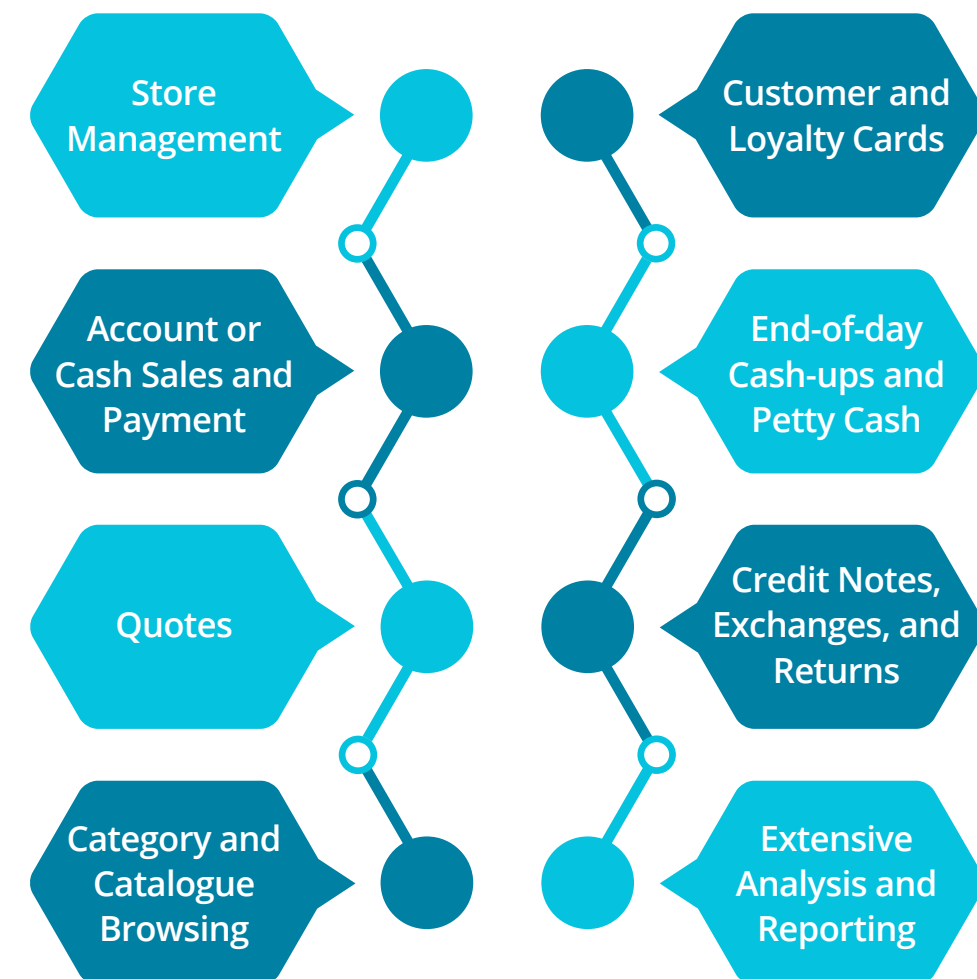 Store
Management
Customer and
Loyalty Cards
Account or
Cash Sales and
Payment
End-of-day
Cash-ups and
Petty Cash
Quotes
Credit Notes,
Exchanges, and
Returns
Category and
Catalogue
Browsing
Extensive
Analysis and
Reporting